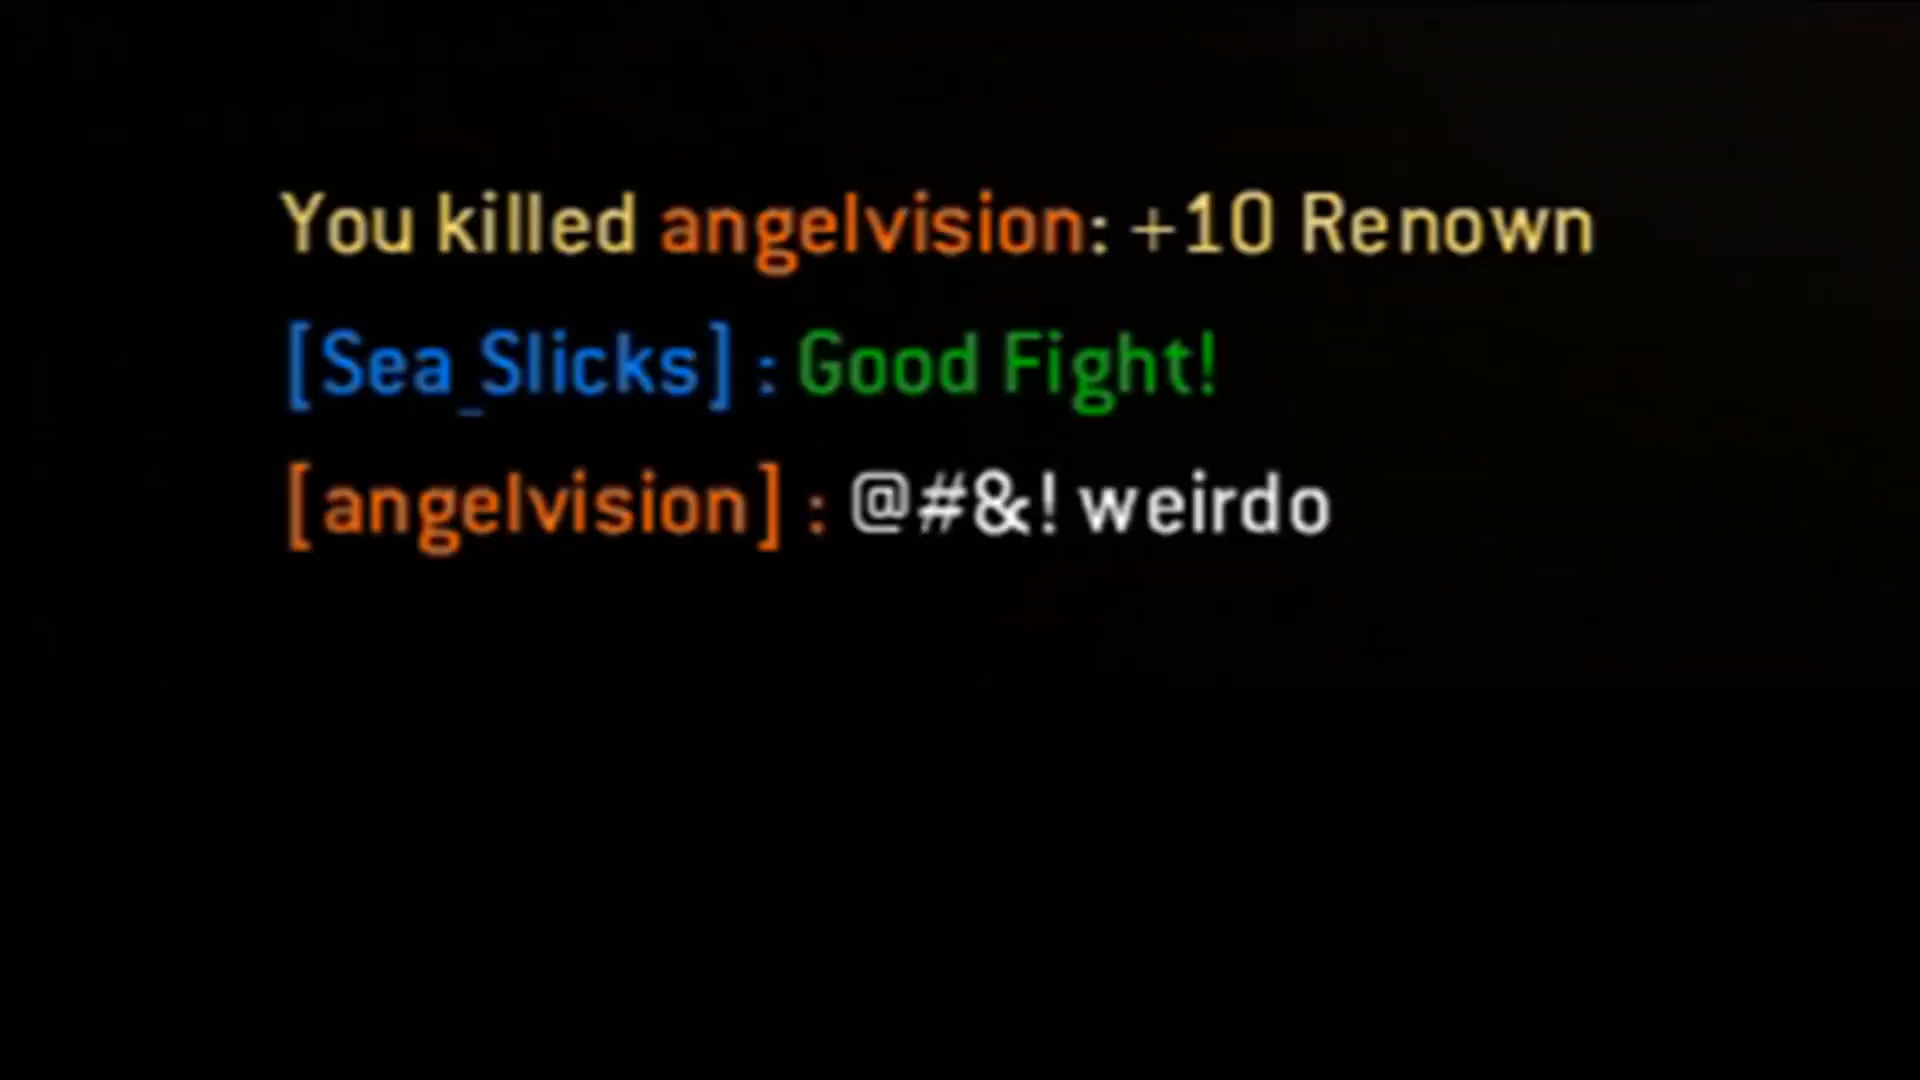 You killed angelvision: +10 Renown
[Sea_Slicks] : Good Fight!
[angelvision] : @#&! weirdo